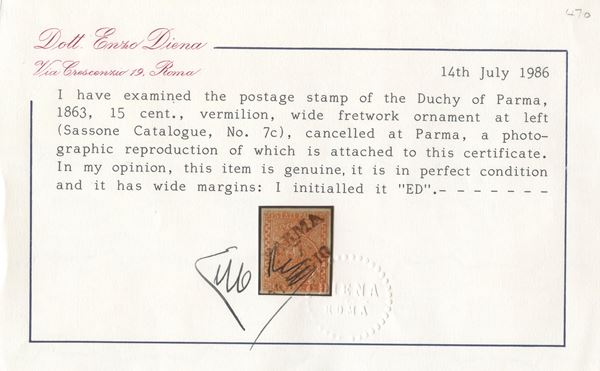 470
Dott. Enzo Diena
Via Crescenzio 19, Roma
14th July 1986
I have examined the postage stamp of the Duchy of Parma,
1863, 15 cent., vermilion, wide fretwork ornament at left
(Sassone Catalogue, No. 7c), cancelled at Parma, a photo-
graphic reproduction of which is attached to this certificate.
In my opinion, this item is genuine, it is in perfect condition
and it has wide margins: I initialled it "ED".- - - - - - - -
DIENA
ROMA